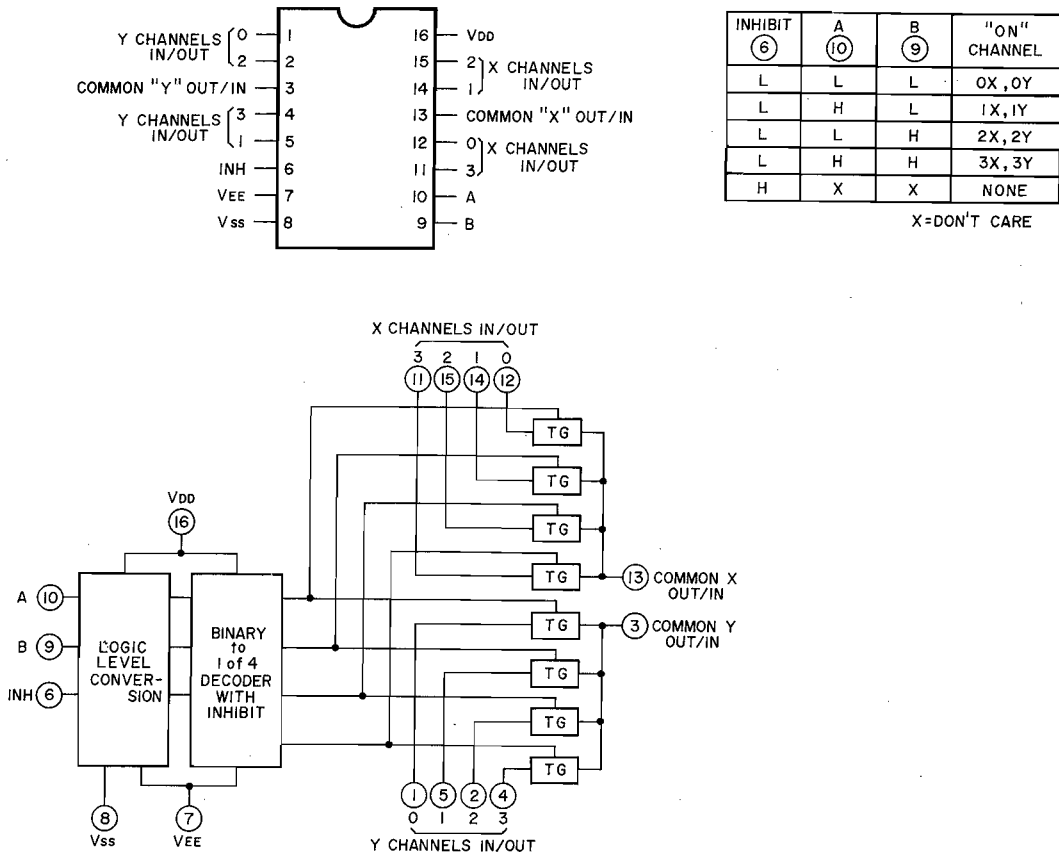 Y CHANNELS IN/OUT
0 1
2 2
COMMON "Y" OUT/IN 3
Y CHANNELS IN/OUT
3 4
1 5
INH 6
VEE 7
Vss 8
16 VDD
15 2
14 1
X CHANNELS IN/OUT
13 COMMON "X" OUT/IN
12 0
11 3
X CHANNELS IN/OUT
10 A
9 B
INHIBIT 6 A 10 B 9 "ON" CHANNEL
L L L 0X,0Y
L H L 1X,1Y
L L H 2X,2Y
L H H 3X,3Y
H X X NONE
X=DON'T CARE
X CHANNELS IN/OUT
3 2 1 0
11 15 14 12
TG
TG
TG
TG
13 COMMON X OUT/IN
TG
3 COMMON Y OUT/IN
TG
TG
TG
VDD
16
A 10
B 9
INH 6
LOGIC
LEVEL
CONVER-
SION
BINARY
to
1 of 4
DECODER
WITH
INHIBIT
8
Vss
7
VEE
1 5 2 4
0 1 2 3
Y CHANNELS IN/OUT